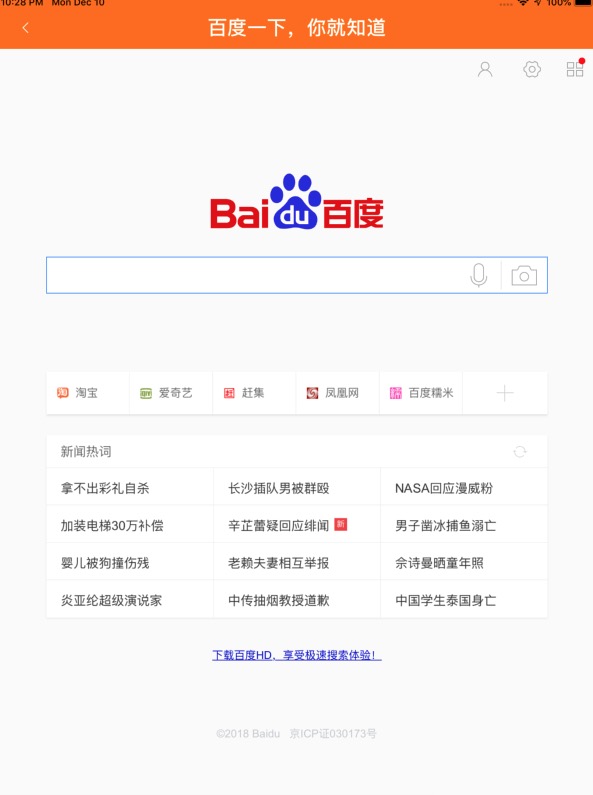 10:28 PM Mon Dec 10 100%
百度一下，你就知道
Bai du 百度
淘宝 爱奇艺 赶集 凤凰网 百度糯米
新闻热词
拿不出彩礼自杀 长沙插队男被群殴 NASA回应漫威粉
加装电梯30万补偿 辛芷蕾疑回应绯闻 新 男子凿冰捕鱼溺亡
婴儿被狗撞伤残 老赖夫妻相互举报 佘诗曼晒童年照
炎亚纶超级演说家 中传抽烟教授道歉 中国学生泰国身亡
下载百度HD，享受极速搜索体验！
©2018 Baidu 京ICP证030173号